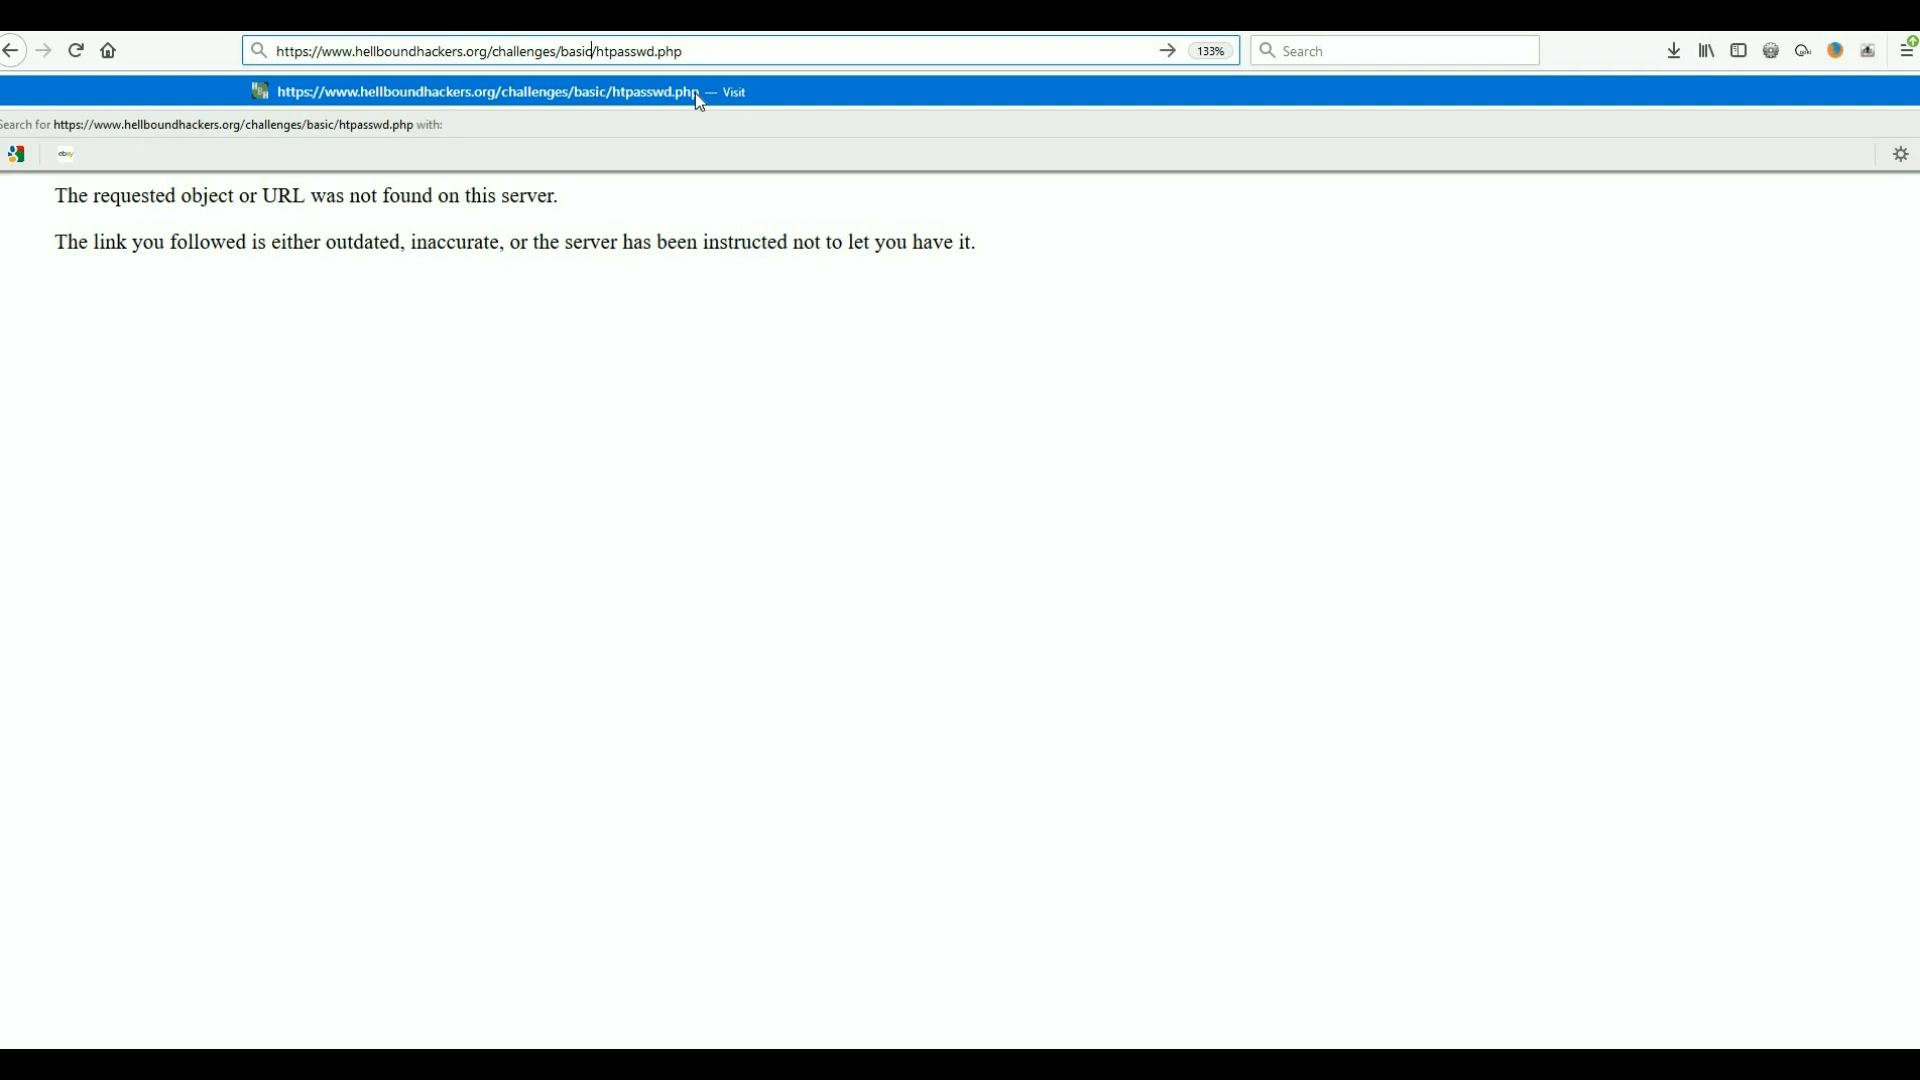 https://www.hellboundhackers.org/challenges/basic/htpasswd.php 133% Search
https://www.hellboundhackers.org/challenges/basic/htpasswd.php — Visit
Search for https://www.hellboundhackers.org/challenges/basic/htpasswd.php with:
ebay
The requested object or URL was not found on this server.
The link you followed is either outdated, inaccurate, or the server has been instructed not to let you have it.